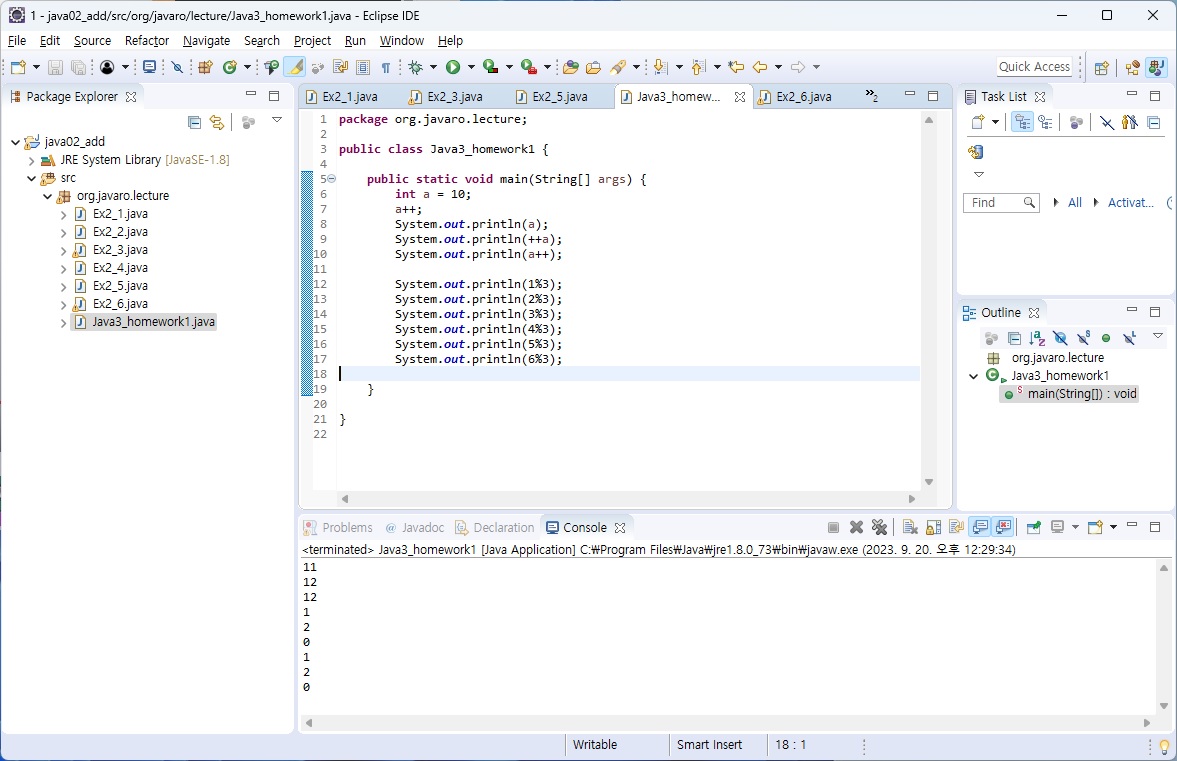 1 - java02_add/src/org/javaro/lecture/Java3_homework1.java - Eclipse IDE
File Edit Source Refactor Navigate Search Project Run Window Help
Quick Access
Package Explorer
java02_add
JRE System Library [JavaSE-1.8]
src
org.javaro.lecture
Ex2_1.java
Ex2_2.java
Ex2_3.java
Ex2_4.java
Ex2_5.java
Ex2_6.java
Java3_homework1.java
Ex2_1.java Ex2_3.java Ex2_5.java Java3_homew... Ex2_6.java »2
1 package org.javaro.lecture;
2
3 public class Java3_homework1 {
4
5 public static void main(String[] args) {
6 int a = 10;
7 a++;
8 System.out.println(a);
9 System.out.println(++a);
10 System.out.println(a++);
11
12 System.out.println(1%3);
13 System.out.println(2%3);
14 System.out.println(3%3);
15 System.out.println(4%3);
16 System.out.println(5%3);
17 System.out.println(6%3);
18
19 }
20
21 }
22
Task List
Find All Activat...
Outline
org.javaro.lecture
Java3_homework1
main(String[]) : void
Problems @ Javadoc Declaration Console
<terminated> Java3_homework1 [Java Application] C:₩Program Files₩Java₩jre1.8.0_73₩bin₩javaw.exe (2023. 9. 20. 오후 12:29:34)
11
12
12
1
2
0
1
2
0
Writable Smart Insert 18 : 1